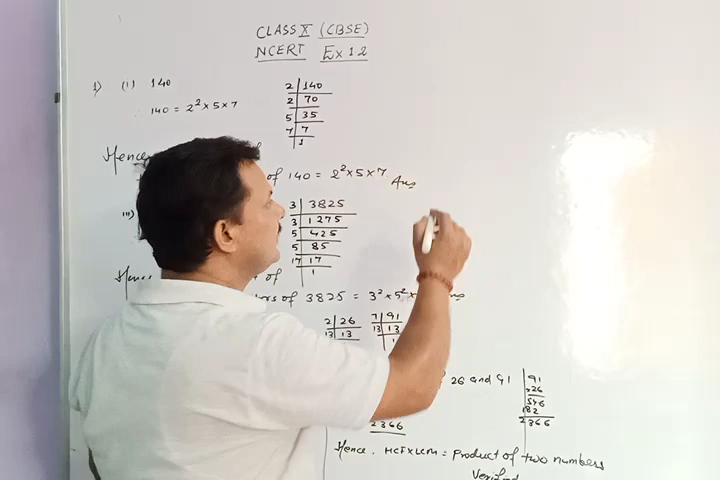 CLASS X (CBSE)
NCERT Ex 1.2
1) (i) 140
140 = 2²×5×7
2 | 140
2 | 70
5 | 35
7 | 7
1
Hence
of 140 = 2²×5×7 Ans
3 | 3825
3 | 1275
5 | 425
5 | 85
17 | 17
1
Hence of
of 3825 = 3²×5²×
2 | 26
13 | 13
7 | 91
13 | 13
1
26 and 91
91
×26
546
182
2366
2366
Hence, HCF×LCM = Product of two numbers
Verified